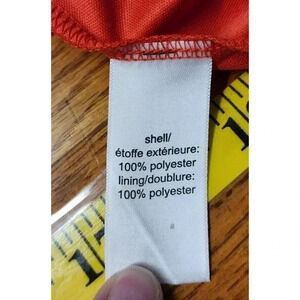 shell/
étoffe extérieure:
100% polyester
lining/doublure:
100% polyester